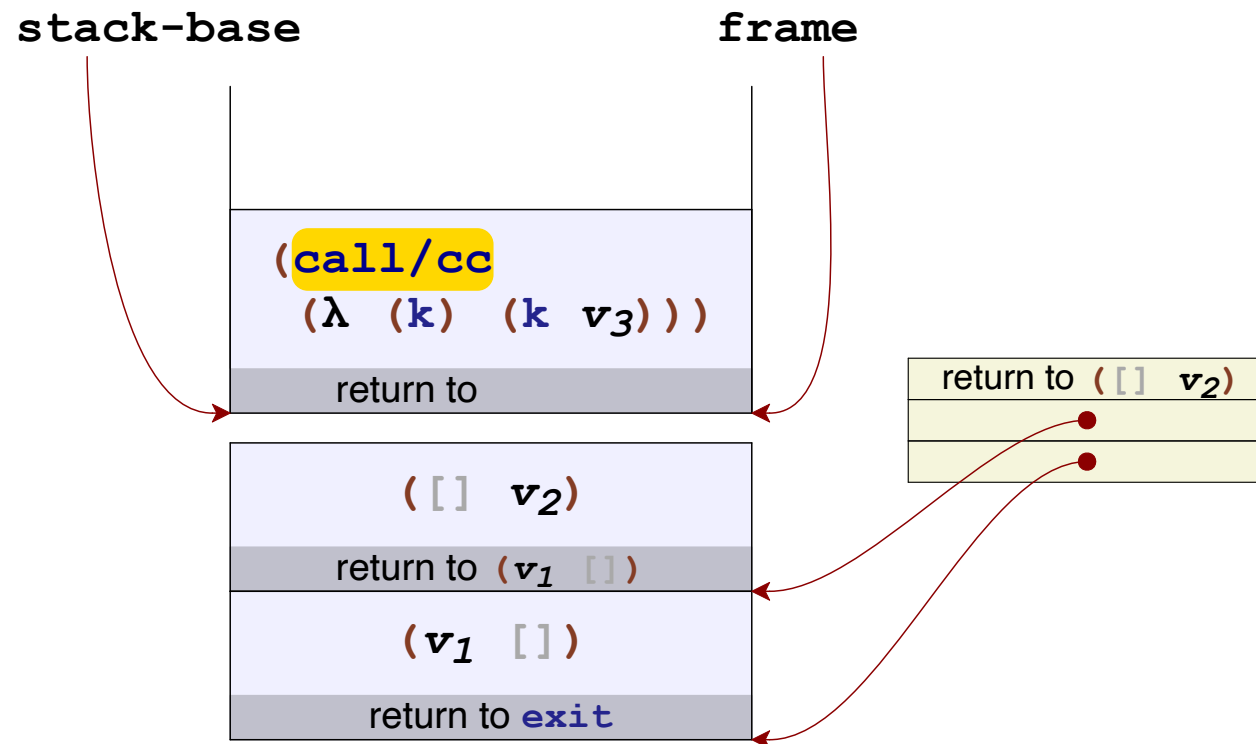 stack-base frame
(call/cc
(λ (k) (k v3)))
return to
return to ([] v2)
([] v2)
return to (v1 [])
(v1 [])
return to exit